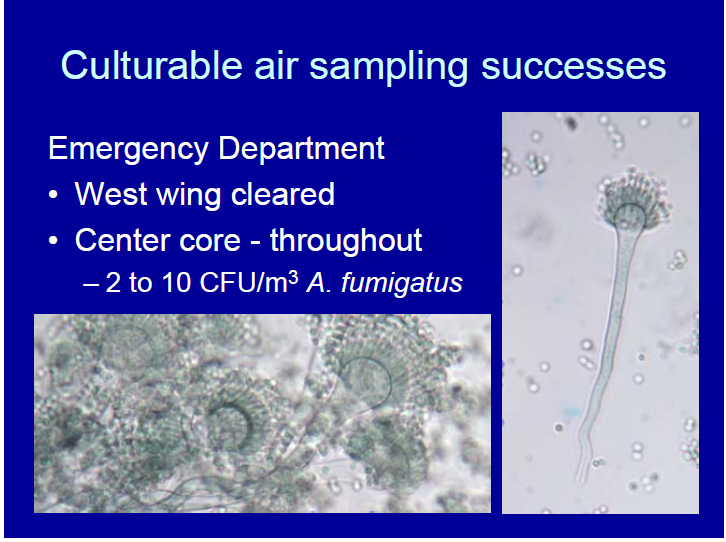 Culturable air sampling successes
Emergency Department
• West wing cleared
• Center core - throughout
– 2 to 10 CFU/m³ A. fumigatus